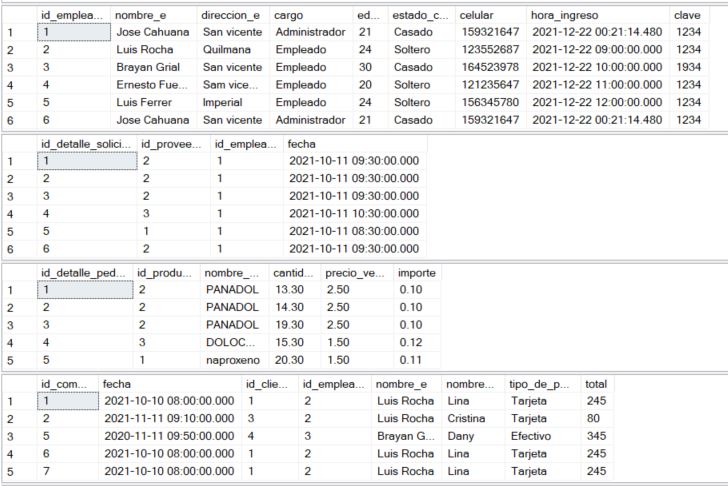 id_emplea... nombre_e direccion_e cargo ed... estado_c... celular hora_ingreso clave
1 1 Jose Cahuana San vicente Administrador 21 Casado 159321647 2021-12-22 00:21:14.480 1234
2 2 Luis Rocha Quilmana Empleado 24 Soltero 123552687 2021-12-22 09:00:00.000 1234
3 3 Brayan Grial San vicente Empleado 30 Casado 164523978 2021-12-22 10:00:00.000 1934
4 4 Ernesto Fue... Sam vice... Empleado 20 Soltero 121235647 2021-12-22 11:00:00.000 1234
5 5 Luis Ferrer Imperial Empleado 24 Soltero 156345780 2021-12-22 12:00:00.000 1234
6 6 Jose Cahuana San vicente Administrador 21 Casado 159321647 2021-12-22 00:21:14.480 1234
id_detalle_solici... id_provee... id_emplea... fecha
1 1 2 1 2021-10-11 09:30:00.000
2 2 2 1 2021-10-11 09:30:00.000
3 3 2 1 2021-10-11 09:30:00.000
4 4 3 1 2021-10-11 10:30:00.000
5 5 1 1 2021-10-11 08:30:00.000
6 6 2 1 2021-10-11 09:30:00.000
id_detalle_ped... id_produ... nombre_... cantid... precio_ve... importe
1 1 2 PANADOL 13.30 2.50 0.10
2 2 2 PANADOL 14.30 2.50 0.10
3 3 2 PANADOL 19.30 2.50 0.10
4 4 3 DOLOC... 15.30 1.50 0.12
5 5 1 naproxeno 20.30 1.50 0.11
id_com... fecha id_clie... id_emplea... nombre_e nombre... tipo_de_p... total
1 1 2021-10-10 08:00:00.000 1 2 Luis Rocha Lina Tarjeta 245
2 2 2021-11-11 09:10:00.000 3 2 Luis Rocha Cristina Tarjeta 80
3 5 2020-11-11 09:50:00.000 4 3 Brayan G... Dany Efectivo 345
4 6 2021-10-10 08:00:00.000 1 2 Luis Rocha Lina Tarjeta 245
5 7 2021-10-10 08:00:00.000 1 2 Luis Rocha Lina Tarjeta 245